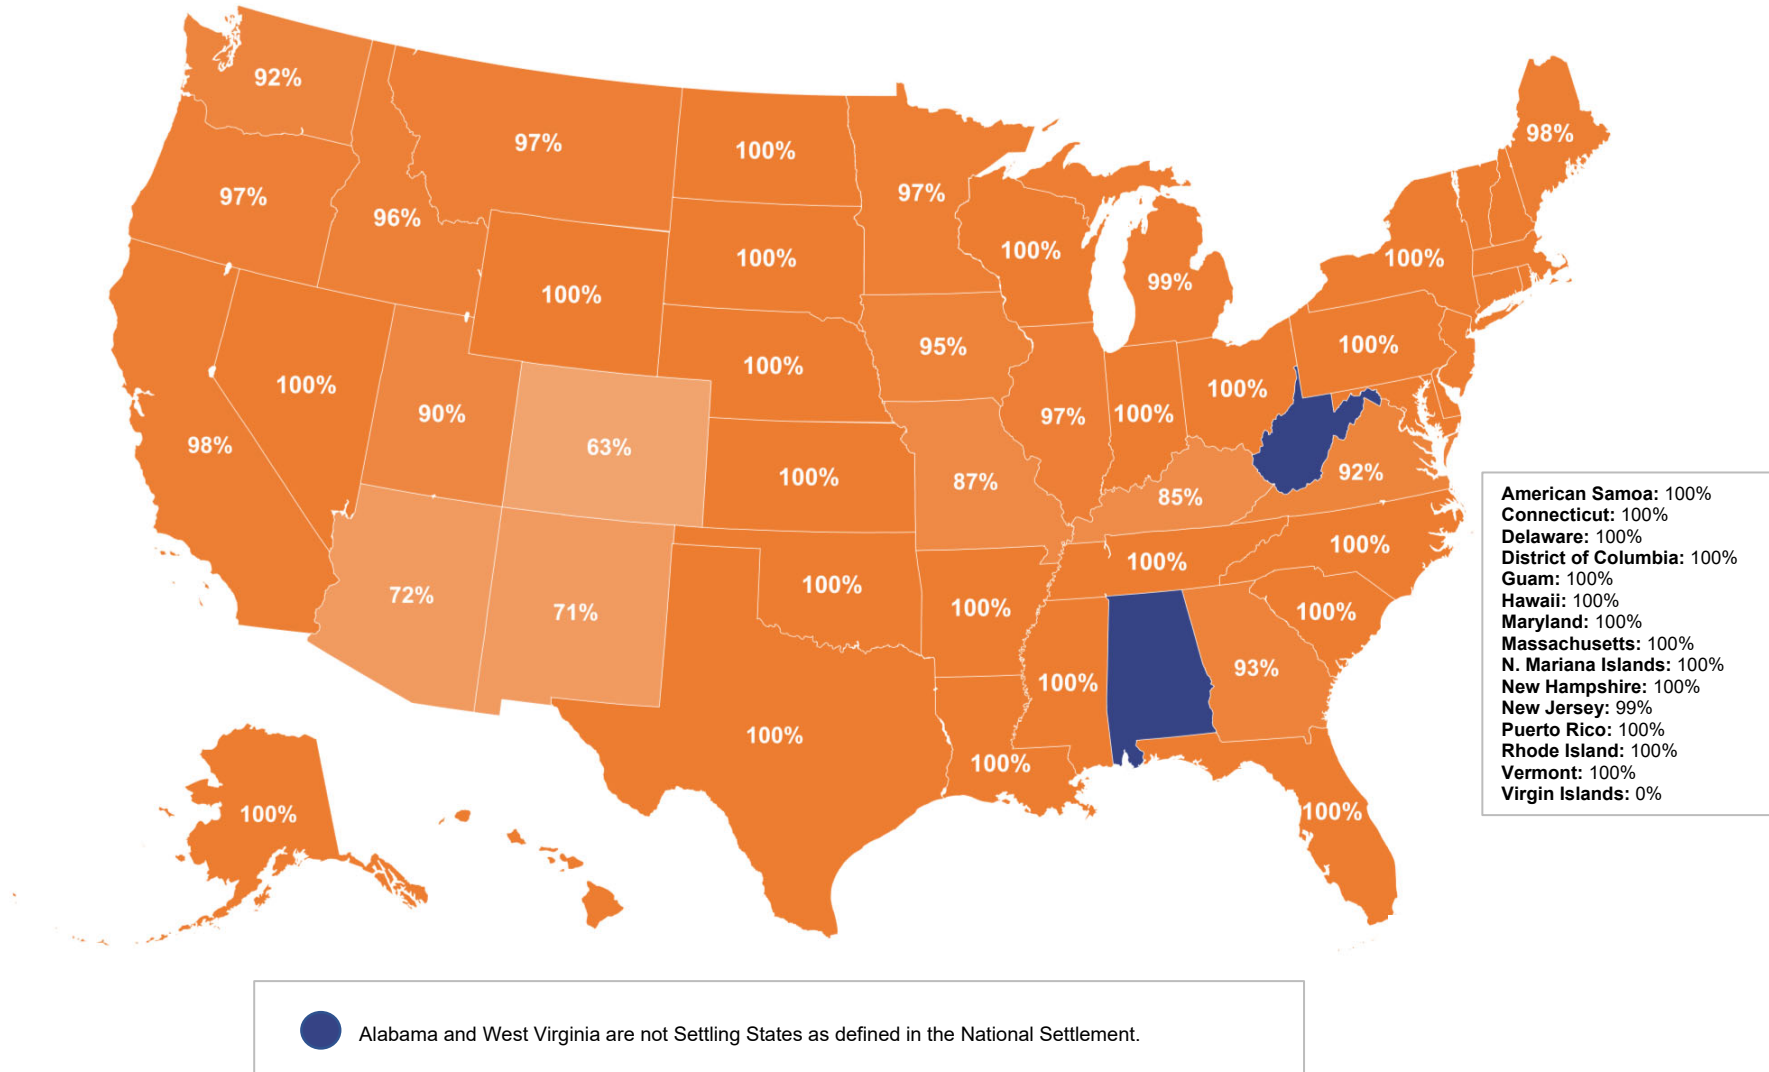 92%
97%
100%
98%
97%
97%
96%
100%
100%
100%
99%
100%
95%
100%
100%
100%
90%
100%
100%
97%
100%
98%
63%
100%
87%
85%
92%
100%
100%
72%
71%
100%
100%
100%
93%
100%
100%
100%
100%
100%
100%
American Samoa: 100%
Connecticut: 100%
Delaware: 100%
District of Columbia: 100%
Guam: 100%
Hawaii: 100%
Maryland: 100%
Massachusetts: 100%
N. Mariana Islands: 100%
New Hampshire: 100%
New Jersey: 99%
Puerto Rico: 100%
Rhode Island: 100%
Vermont: 100%
Virgin Islands: 0%
Alabama and West Virginia are not Settling States as defined in the National Settlement.